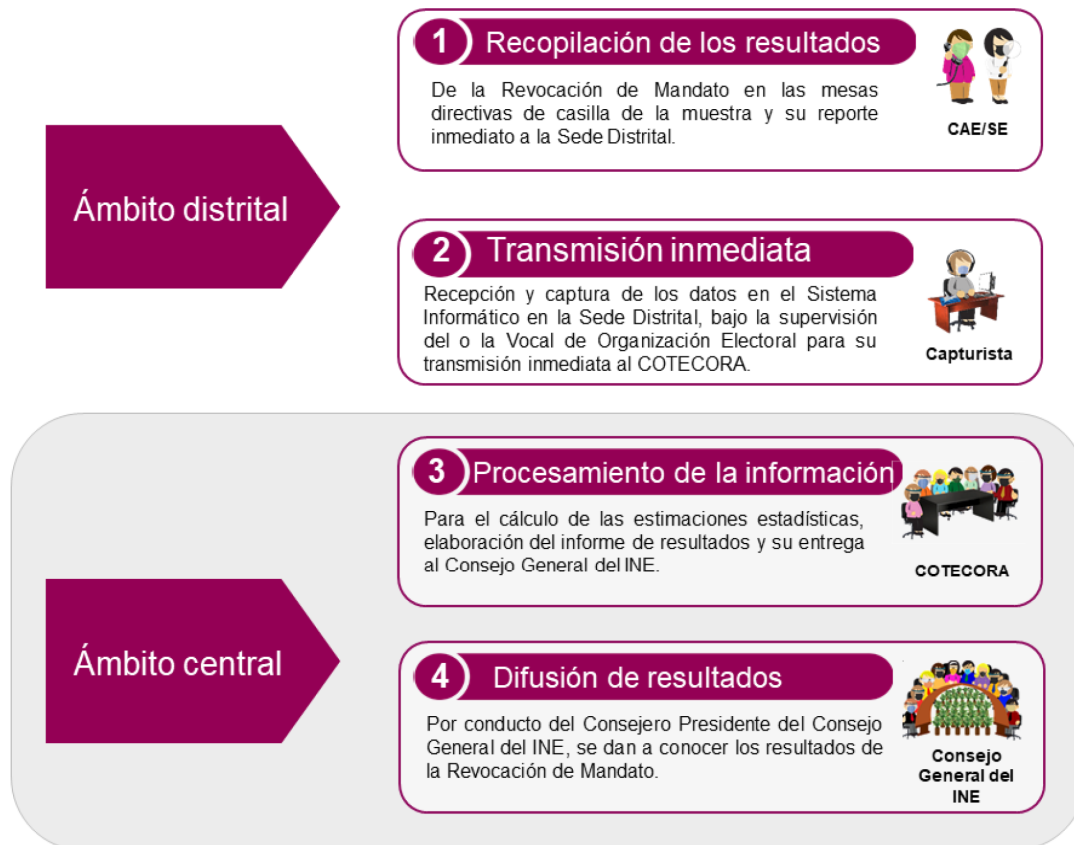 Ámbito distrital
1 Recopilación de los resultados
De la Revocación de Mandato en las mesas
directivas de casilla de la muestra y su reporte
inmediato a la Sede Distrital.
CAE/SE
2 Transmisión inmediata
Recepción y captura de los datos en el Sistema
Informático en la Sede Distrital, bajo la supervisión
del o la Vocal de Organización Electoral para su
transmisión inmediata al COTECORA.
Capturista
Ámbito central
3 Procesamiento de la información
Para el cálculo de las estimaciones estadísticas,
elaboración del informe de resultados y su entrega
al Consejo General del INE.
COTECORA
4 Difusión de resultados
Por conducto del Consejero Presidente del Consejo
General del INE, se dan a conocer los resultados de
la Revocación de Mandato.
Consejo
General del
INE